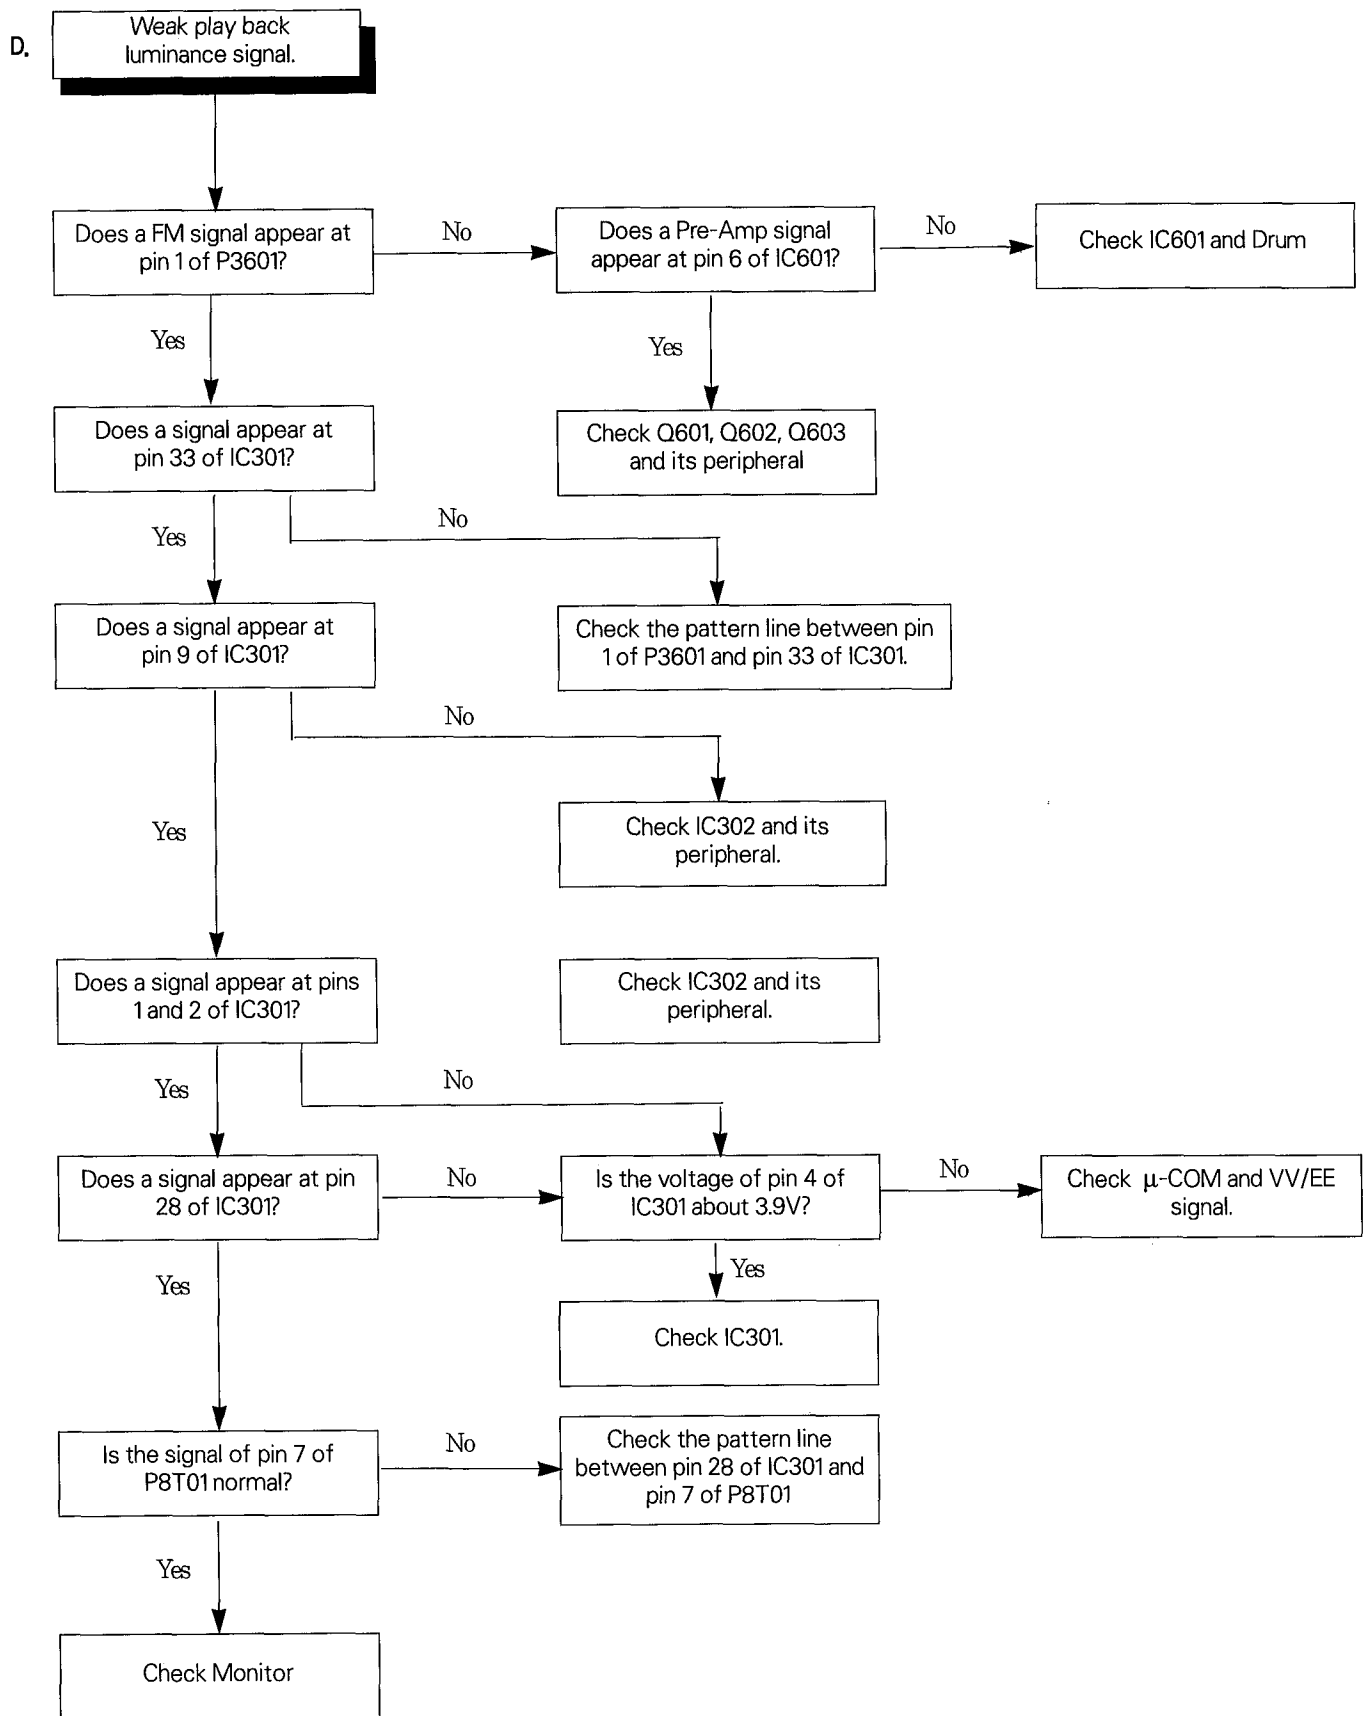 D.
Weak play back
luminance signal.
Does a FM signal appear at
pin 1 of P3601?
No
Does a Pre-Amp signal
appear at pin 6 of IC601?
No
Check IC601 and Drum
Yes
Yes
Does a signal appear at
pin 33 of IC301?
Check Q601, Q602, Q603
and its peripheral
Yes
No
Does a signal appear at
pin 9 of IC301?
Check the pattern line between pin
1 of P3601 and pin 33 of IC301.
No
Yes
Check IC302 and its
peripheral.
Does a signal appear at pins
1 and 2 of IC301?
Check IC302 and its
peripheral.
Yes
No
Does a signal appear at pin
28 of IC301?
No
Is the voltage of pin 4 of
IC301 about 3.9V?
No
Check μ-COM and VV/EE
signal.
Yes
Yes
Check IC301.
Is the signal of pin 7 of
P8T01 normal?
No
Check the pattern line
between pin 28 of IC301 and
pin 7 of P8T01
Yes
Check Monitor